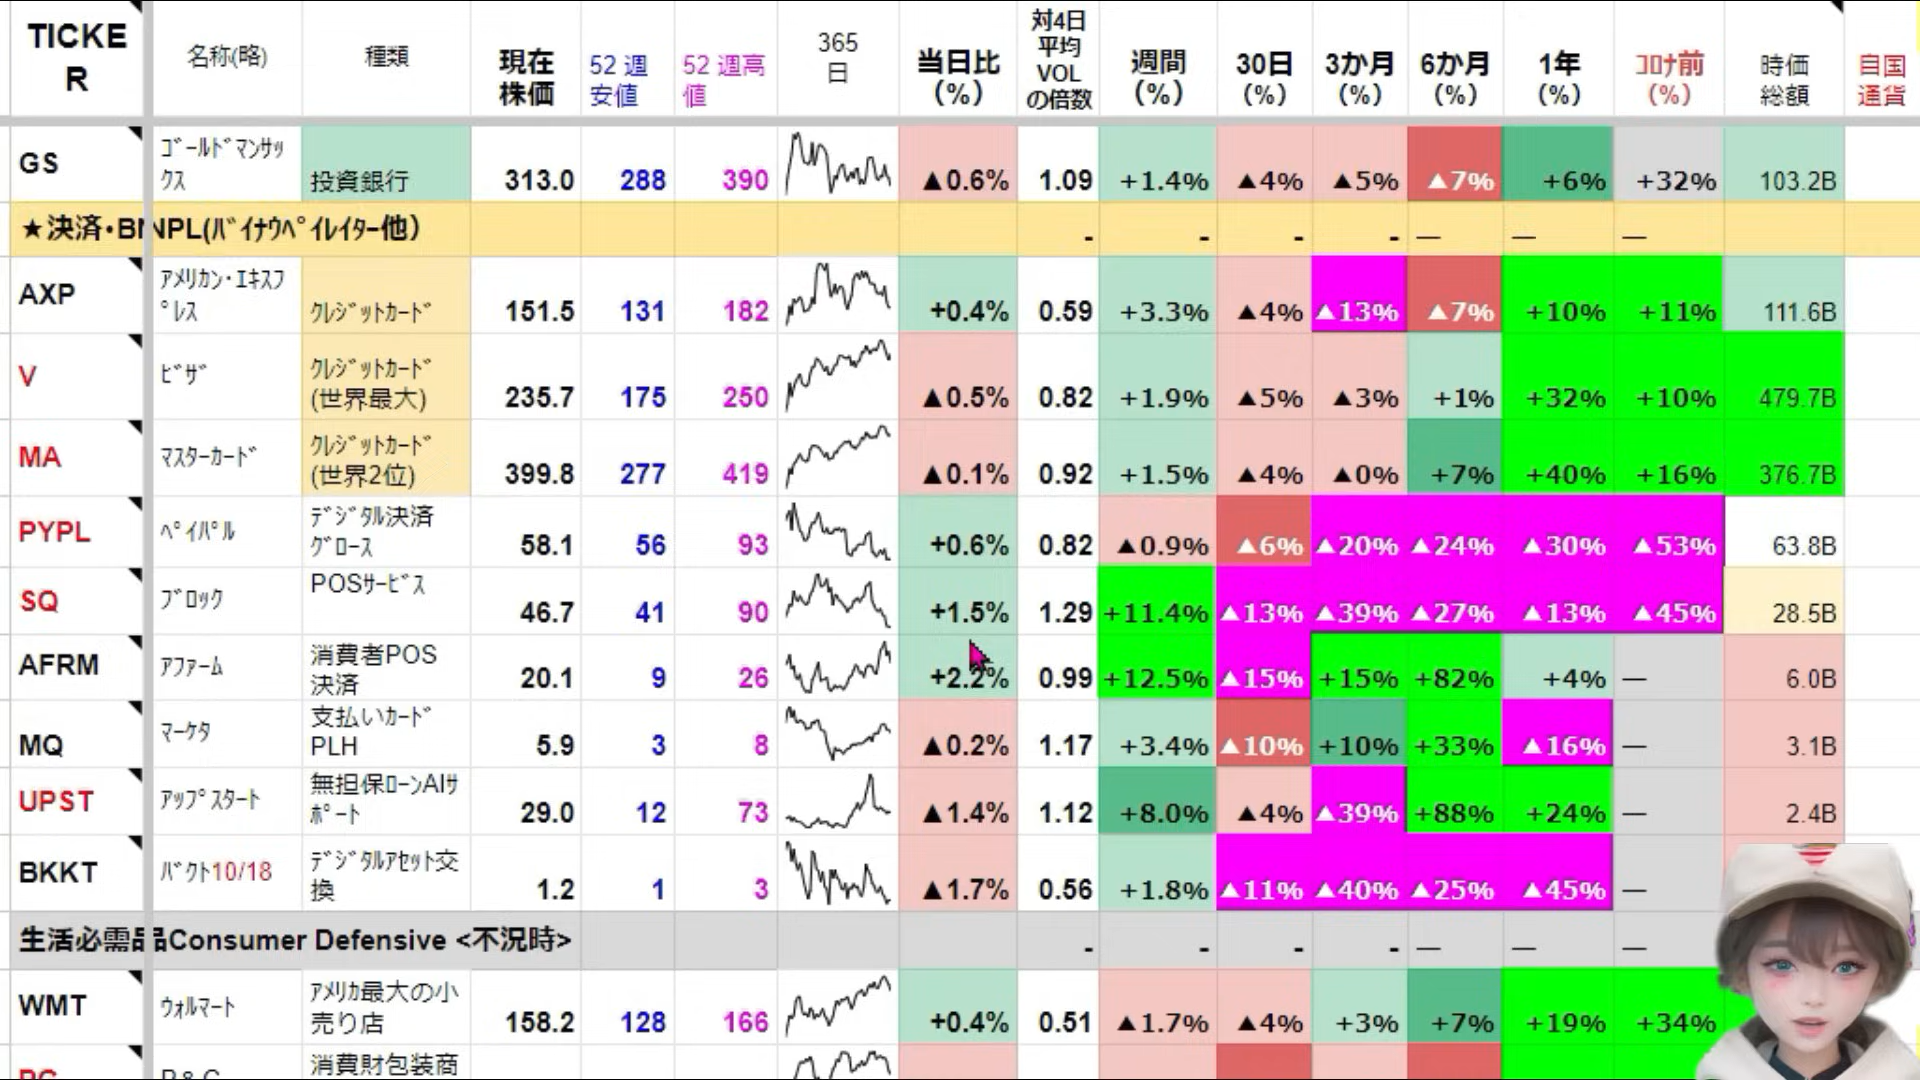 TICKE
R
名称(略)
種類
現在
株価
52 週
安値
52 週高
値
365
日
当日比
(%)
対4日
平均
VOL
の倍数
週間
(%)
30日
(%)
3か月
(%)
6か月
(%)
1年
(%)
ｺﾛﾅ前
(%)
時価
総額
自国
通貨
GS
ｺﾞｰﾙﾄﾞﾏﾝｻｯ
ｸｽ
投資銀行
313.0 288 390 ▲0.6% 1.09 +1.4% ▲4% ▲5% ▲7% +6% +32% 103.2B
★決済・BNPL(ﾊﾞｲﾅｳﾍﾟｲﾚｲﾀｰ他) - - - - — — —
AXP
ｱﾒﾘｶﾝ･ｴｷｽﾌ
ﾟﾚｽ
ｸﾚｼﾞｯﾄｶｰﾄﾞ
151.5 131 182 +0.4% 0.59 +3.3% ▲4% ▲13% ▲7% +10% +11% 111.6B
V
ﾋﾞｻﾞ
ｸﾚｼﾞｯﾄｶｰﾄﾞ
(世界最大)
235.7 175 250 ▲0.5% 0.82 +1.9% ▲5% ▲3% +1% +32% +10% 479.7B
MA
ﾏｽﾀｰｶｰﾄﾞ
ｸﾚｼﾞｯﾄｶｰﾄﾞ
(世界2位)
399.8 277 419 ▲0.1% 0.92 +1.5% ▲4% ▲0% +7% +40% +16% 376.7B
PYPL
ﾍﾟｲﾊﾟﾙ
ﾃﾞｼﾞﾀﾙ決済
ｸﾞﾛｰｽ
58.1 56 93 +0.6% 0.82 ▲0.9% ▲6% ▲20% ▲24% ▲30% ▲53% 63.8B
SQ
ﾌﾞﾛｯｸ
POSｻｰﾋﾞｽ
46.7 41 90 +1.5% 1.29 +11.4% ▲13% ▲39% ▲27% ▲13% ▲45% 28.5B
AFRM
ｱﾌｧｰﾑ
消費者POS
決済
20.1 9 26 +2.2% 0.99 +12.5% ▲15% +15% +82% +4% — 6.0B
MQ
ﾏｰｹﾀ
支払いｶｰﾄﾞ
PLH
5.9 3 8 ▲0.2% 1.17 +3.4% ▲10% +10% +33% ▲16% — 3.1B
UPST
ｱｯﾌﾟｽﾀｰﾄ
無担保ﾛｰﾝAIｻ
ﾎﾟｰﾄ
29.0 12 73 ▲1.4% 1.12 +8.0% ▲4% ▲39% +88% +24% — 2.4B
BKKT
ﾊﾞｸﾄ10/18
ﾃﾞｼﾞﾀﾙｱｾｯﾄ交
換
1.2 1 3 ▲1.7% 0.56 +1.8% ▲11% ▲40% ▲25% ▲45% —
生活必需品Consumer Defensive <不況時> - - - - — — —
WMT
ｳｫﾙﾏｰﾄ
ｱﾒﾘｶ最大の小
売り店
158.2 128 166 +0.4% 0.51 ▲1.7% ▲4% +3% +7% +19% +34%
消費財包装商